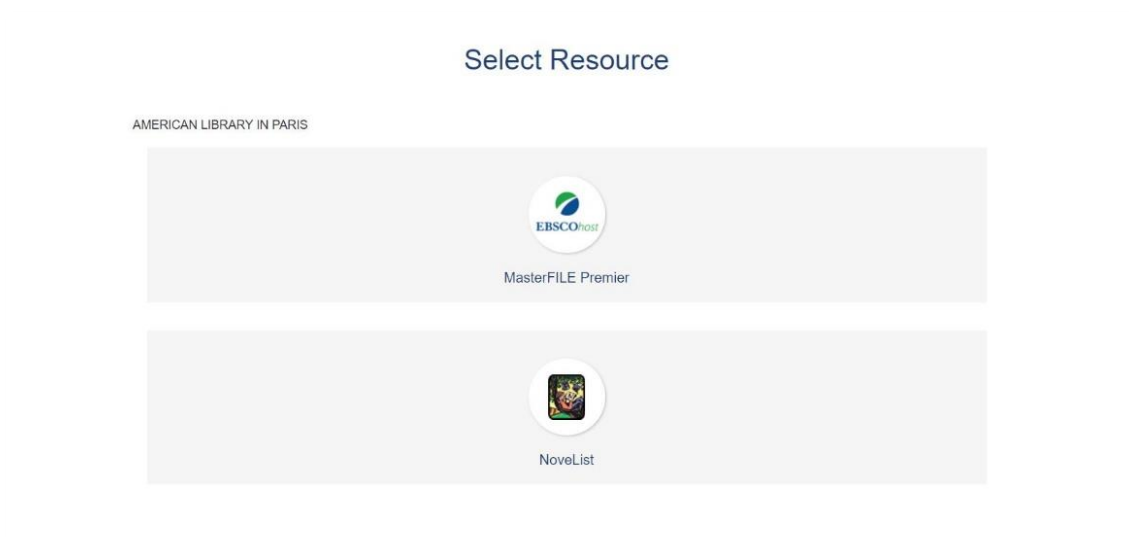 Select Resource
AMERICAN LIBRARY IN PARIS
EBSCOhost
MasterFILE Premier
NoveList